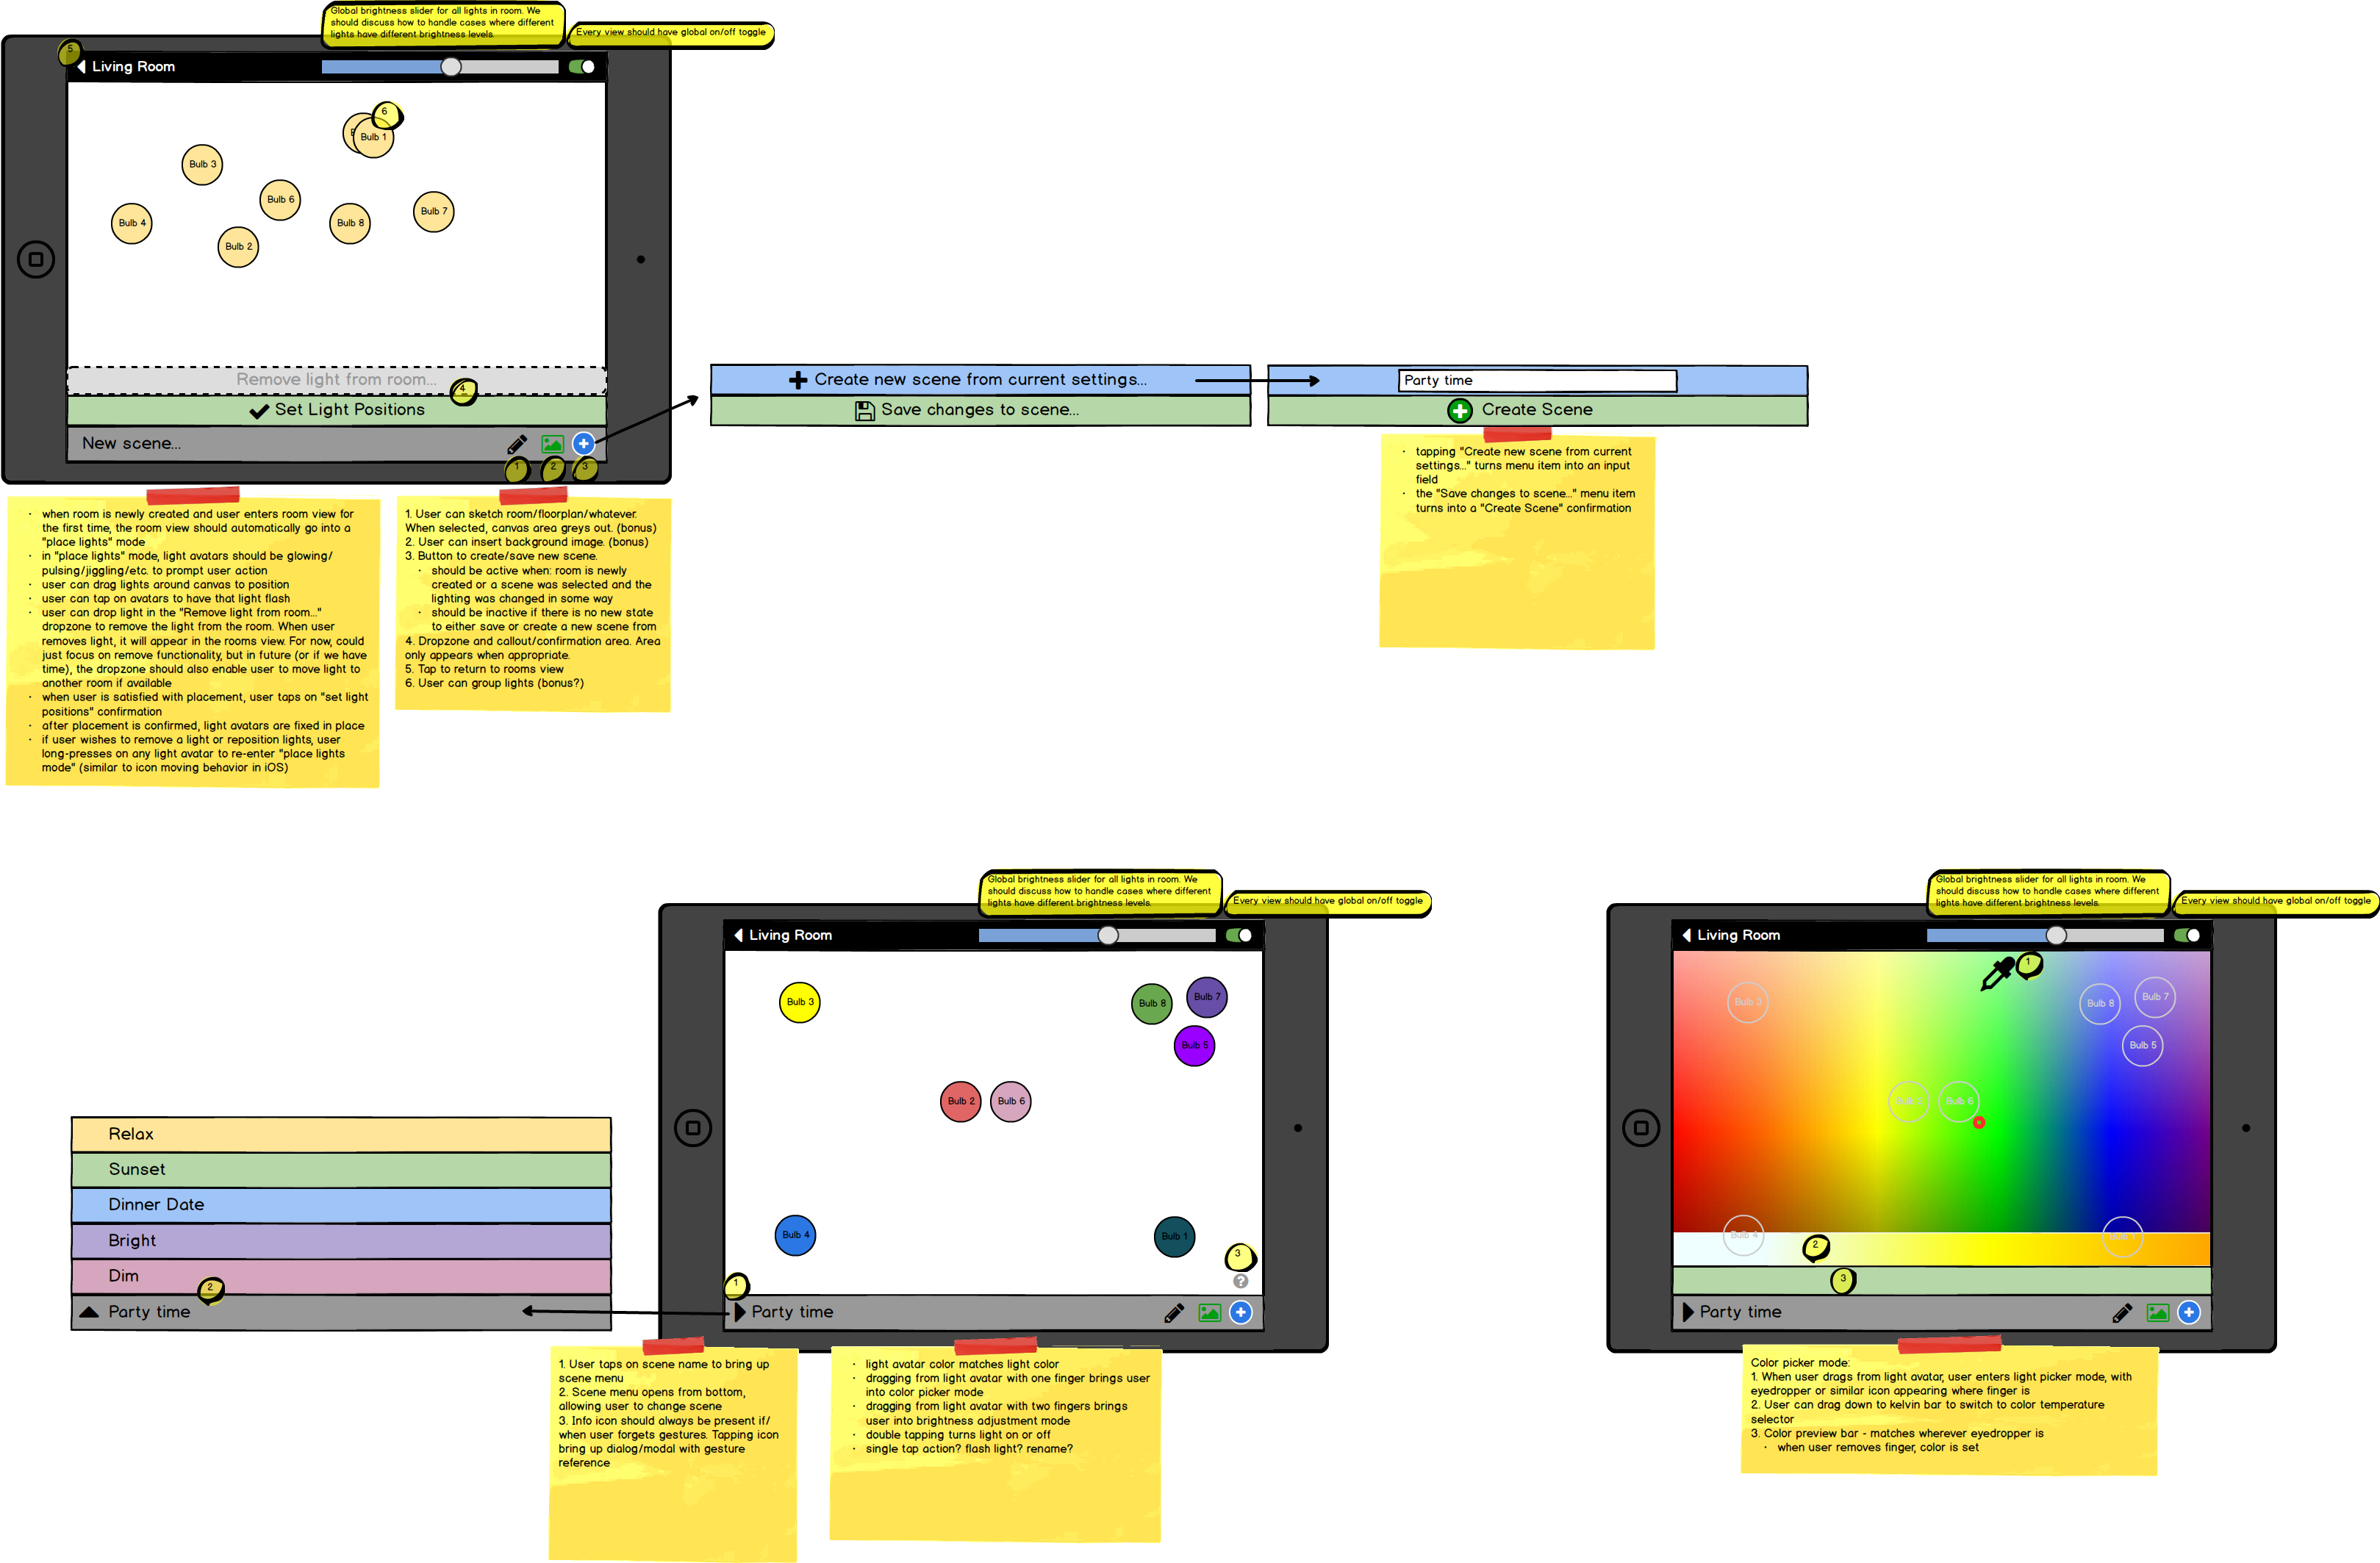 Global brightness slider for all lights in room. We
should discuss how to handle cases where different
lights have different brightness levels.
Every view should have global on/off toggle
5
Living Room
6
Bulb 1
Bulb 3
Bulb 6
Bulb 7
Bulb 4
Bulb 8
Bulb 2
Remove light from room...
4
Set Light Positions
New scene...
1
2
3
Create new scene from current settings...
Save changes to scene...
Party time
Create Scene
· tapping "Create new scene from current
settings..." turns menu item into an input
field
· the "Save changes to scene..." menu item
turns into a "Create Scene" confirmation
· when room is newly created and user enters room view for
the first time, the room view should automatically go into a
"place lights" mode
· in "place lights" mode, light avatars should be glowing/
pulsing/jiggling/etc. to prompt user action
· user can drag lights around canvas to position
· user can tap on avatars to have that light flash
· user can drop light in the "Remove light from room..."
dropzone to remove the light from the room. When user
removes light, it will appear in the rooms view. For now, could
just focus on remove functionality, but in future (or if we have
time), the dropzone should also enable user to move light to
another room if available
· when user is satisfied with placement, user taps on "set light
positions" confirmation
· after placement is confirmed, light avatars are fixed in place
· if user wishes to remove a light or reposition lights, user
long-presses on any light avatar to re-enter "place lights
mode" (similar to icon moving behavior in iOS)
1. User can sketch room/floorplan/whatever.
When selected, canvas area greys out. (bonus)
2. User can insert background image. (bonus)
3. Button to create/save new scene.
· should be active when: room is newly
created or a scene was selected and the
lighting was changed in some way
· should be inactive if there is no new state
to either save or create a new scene from
4. Dropzone and callout/confirmation area. Area
only appears when appropriate.
5. Tap to return to rooms view
6. User can group lights (bonus?)
Global brightness slider for all lights in room. We
should discuss how to handle cases where different
lights have different brightness levels.
Every view should have global on/off toggle
Living Room
Bulb 3
Bulb 8
Bulb 7
Bulb 5
Bulb 2
Bulb 6
Bulb 4
Bulb 1
3
1
?
Party time
Relax
Sunset
Dinner Date
Bright
Dim
2
Party time
1. User taps on scene name to bring up
scene menu
2. Scene menu opens from bottom,
allowing user to change scene
3. Info icon should always be present if/
when user forgets gestures. Tapping icon
bring up dialog/modal with gesture
reference
· light avatar color matches light color
· dragging from light avatar with one finger brings user
into color picker mode
· dragging from light avatar with two fingers brings
user into brightness adjustment mode
· double tapping turns light on or off
· single tap action? flash light? rename?
Global brightness slider for all lights in room. We
should discuss how to handle cases where different
lights have different brightness levels.
Every view should have global on/off toggle
Living Room
1
Bulb 3
Bulb 8
Bulb 7
Bulb 5
Bulb 2
Bulb 6
Bulb 4
Bulb 1
2
3
Party time
Color picker mode:
1. When user drags from light avatar, user enters light picker mode, with
eyedropper or similar icon appearing where finger is
2. User can drag down to kelvin bar to switch to color temperature
selector
3. Color preview bar - matches wherever eyedropper is
· when user removes finger, color is set